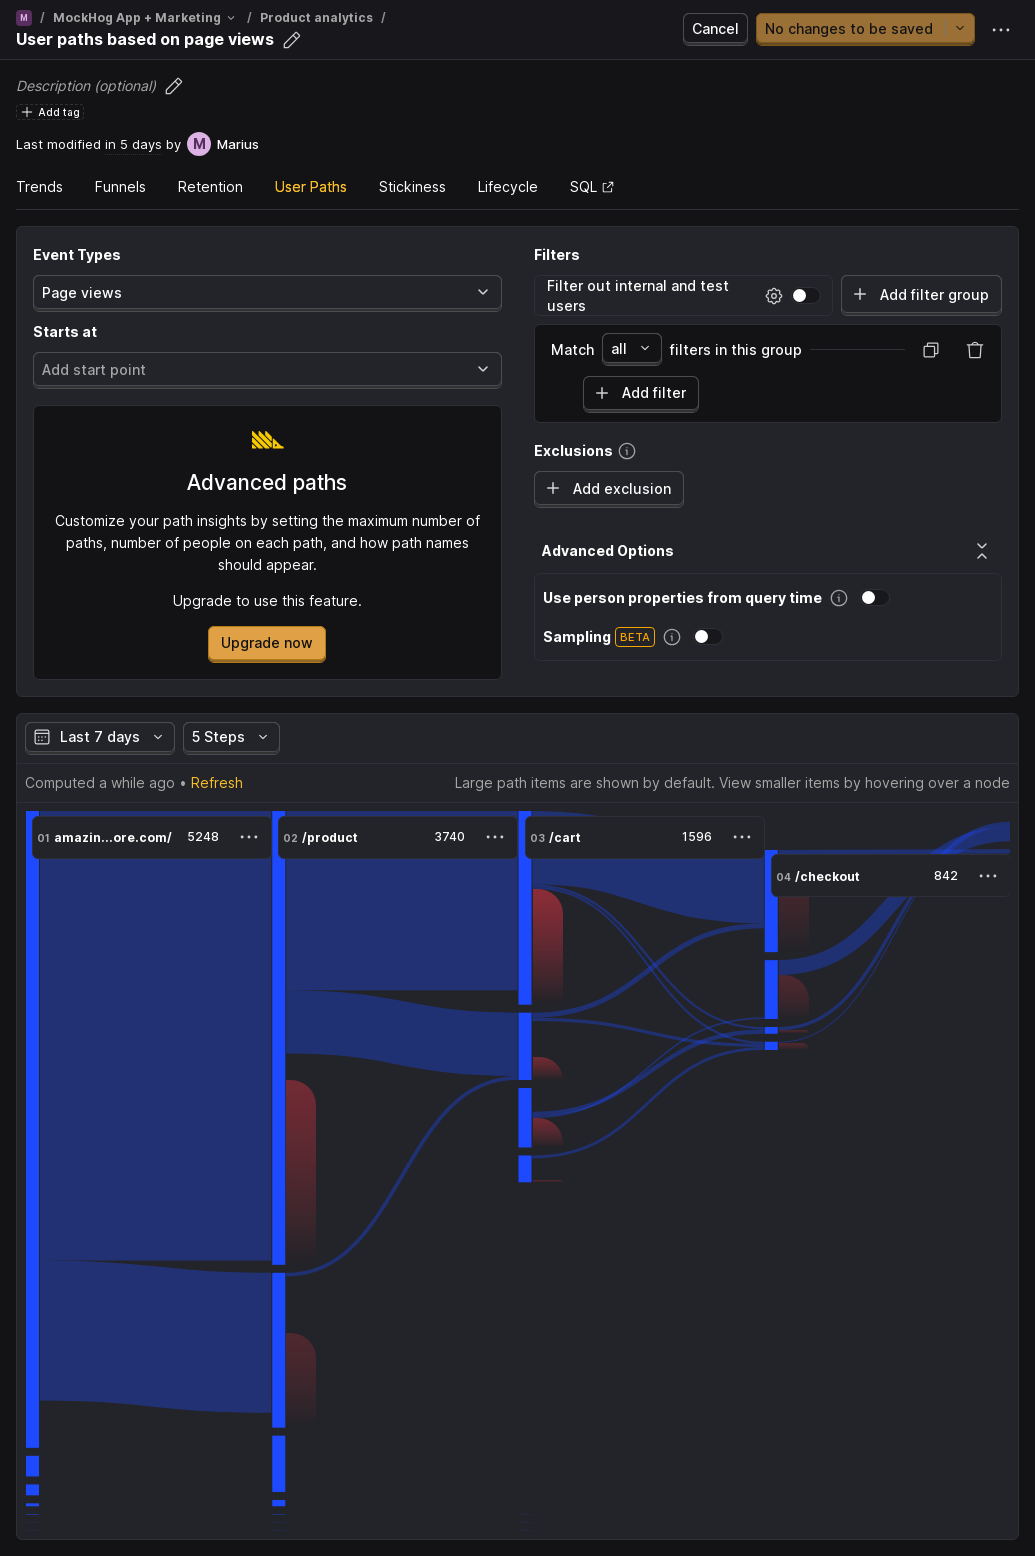 M / MockHog App + Marketing / Product analytics /
User paths based on page views
Cancel
No changes to be saved
Description (optional)
Add tag
Last modified in 5 days by M Marius
Trends Funnels Retention User Paths Stickiness Lifecycle SQL
Event Types
Page views
Starts at
Add start point
Advanced paths
Customize your path insights by setting the maximum number of
paths, number of people on each path, and how path names
should appear.
Upgrade to use this feature.
Upgrade now
Filters
Filter out internal and test
users
Add filter group
Match all filters in this group
Add filter
Exclusions
Add exclusion
Advanced Options
Use person properties from query time
Sampling BETA
Last 7 days 5 Steps
Computed a while ago • Refresh
Large path items are shown by default. View smaller items by hovering over a node
01 amazin...ore.com/ 5248
02 /product 3740
03 /cart 1596
04 /checkout 842